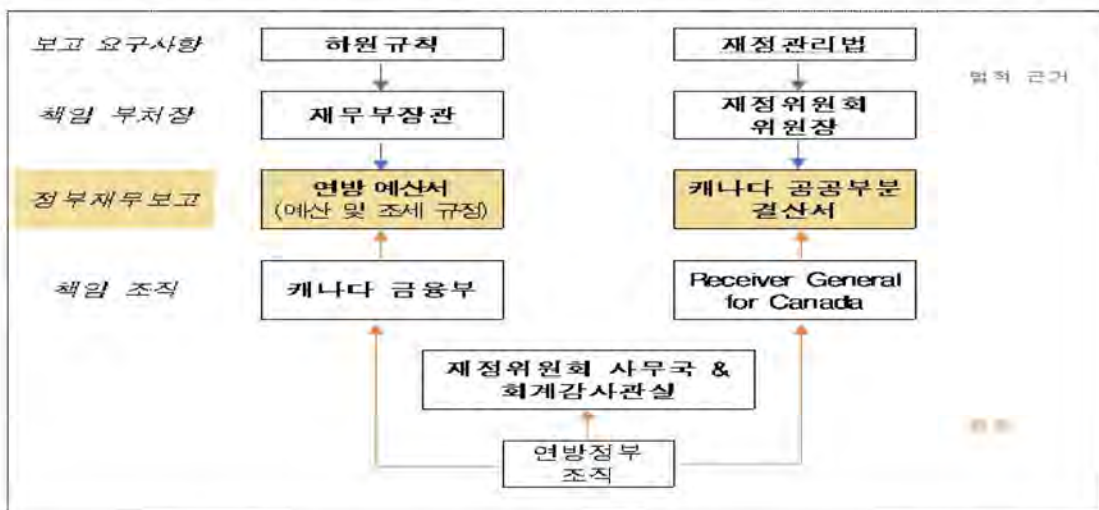 보고 요구사항
하원규칙
재정관리법
법적 근거
책임 부처장
재무부장관
재정위원회
위원장
정부재무보고
연방 예산서
(예산 및 조세 규정)
캐나다 공공부분
결산서
책임 조직
캐나다 금융부
Receiver General
for Canada
재정위원회 사무국 &
회계감사관실
연방정부
조직